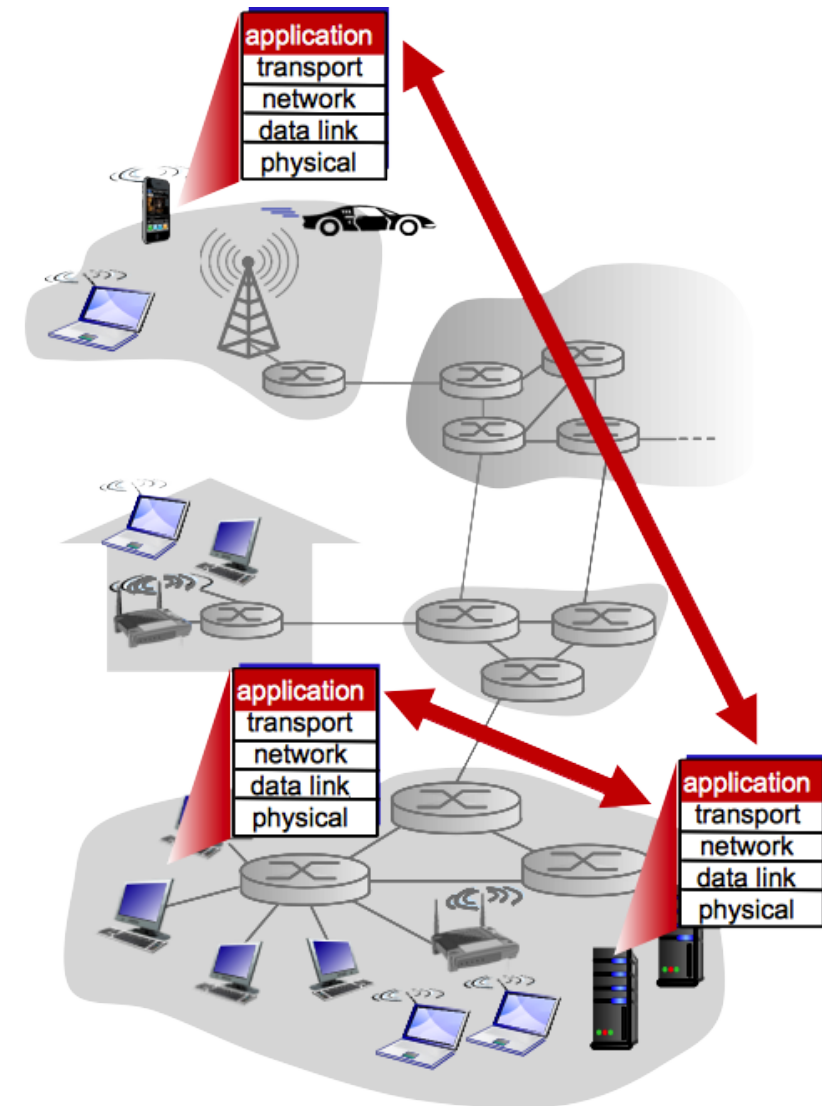 application
transport
network
data link
physical
application
transport
network
data link
physical
application
transport
network
data link
physical